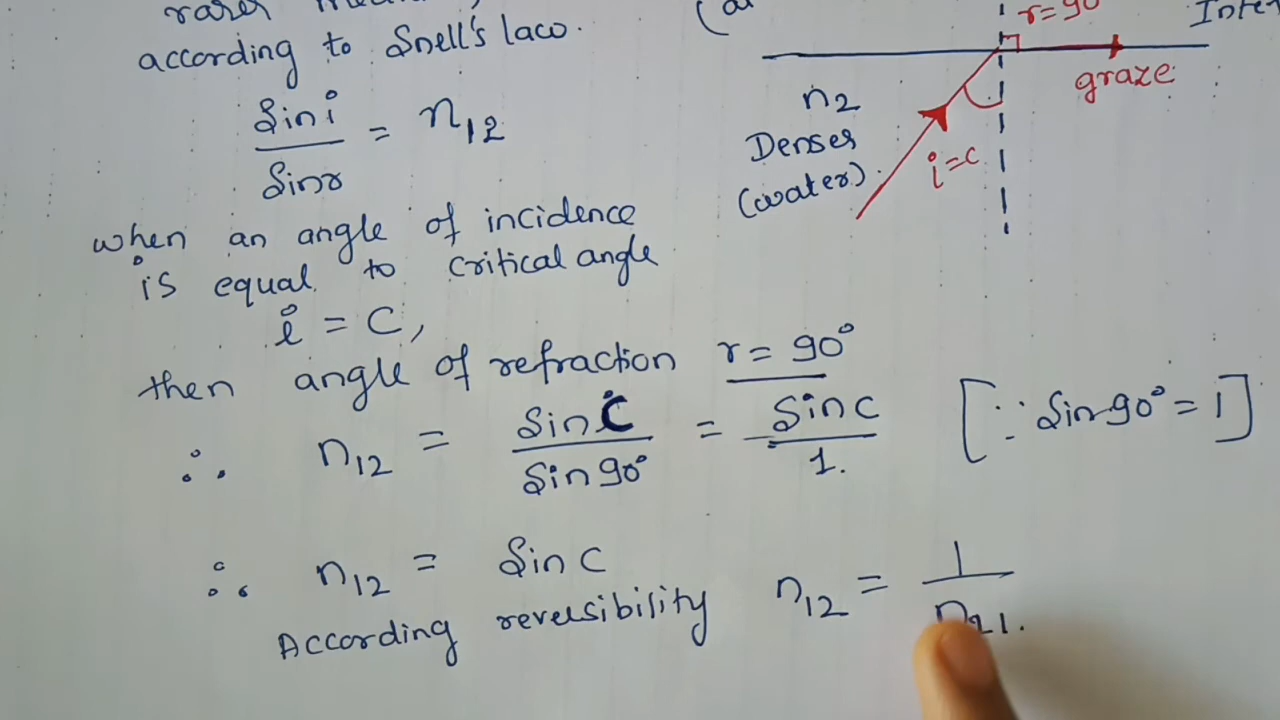 rarer
according to Snell's law.
Sin i / Sin r = n12
when an angle of incidence
is equal to critical angle
i = C,
then angle of refraction r = 90°
∴ n12 = Sin C / Sin 90° = Sin C / 1. [∵ Sin 90° = 1]
∴ n12 = Sin C
According reversibility n12 = 1 / n21.
r=90
graze
n2
Denser
(water).
i=c